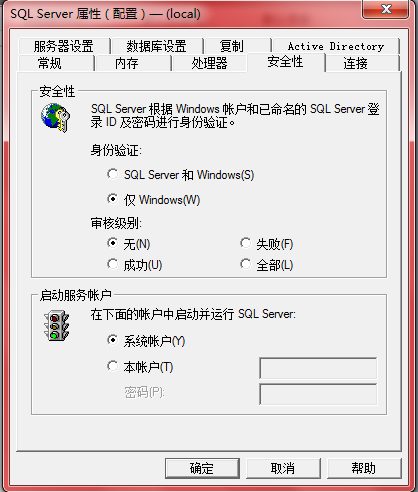 SQL Server 属性（配置）— (local)
服务器设置 数据库设置 复制 Active Directory
常规 内存 处理器 安全性 连接
安全性
SQL Server 根据 Windows 帐户和已命名的 SQL Server 登
录 ID 及密码进行身份验证。
身份验证:
SQL Server 和 Windows(S)
仅 Windows(W)
审核级别:
无(N) 失败(F)
成功(U) 全部(L)
启动服务帐户
在下面的帐户中启动并运行 SQL Server:
系统帐户(Y)
本帐户(T)
密码(P):
确定 取消 帮助